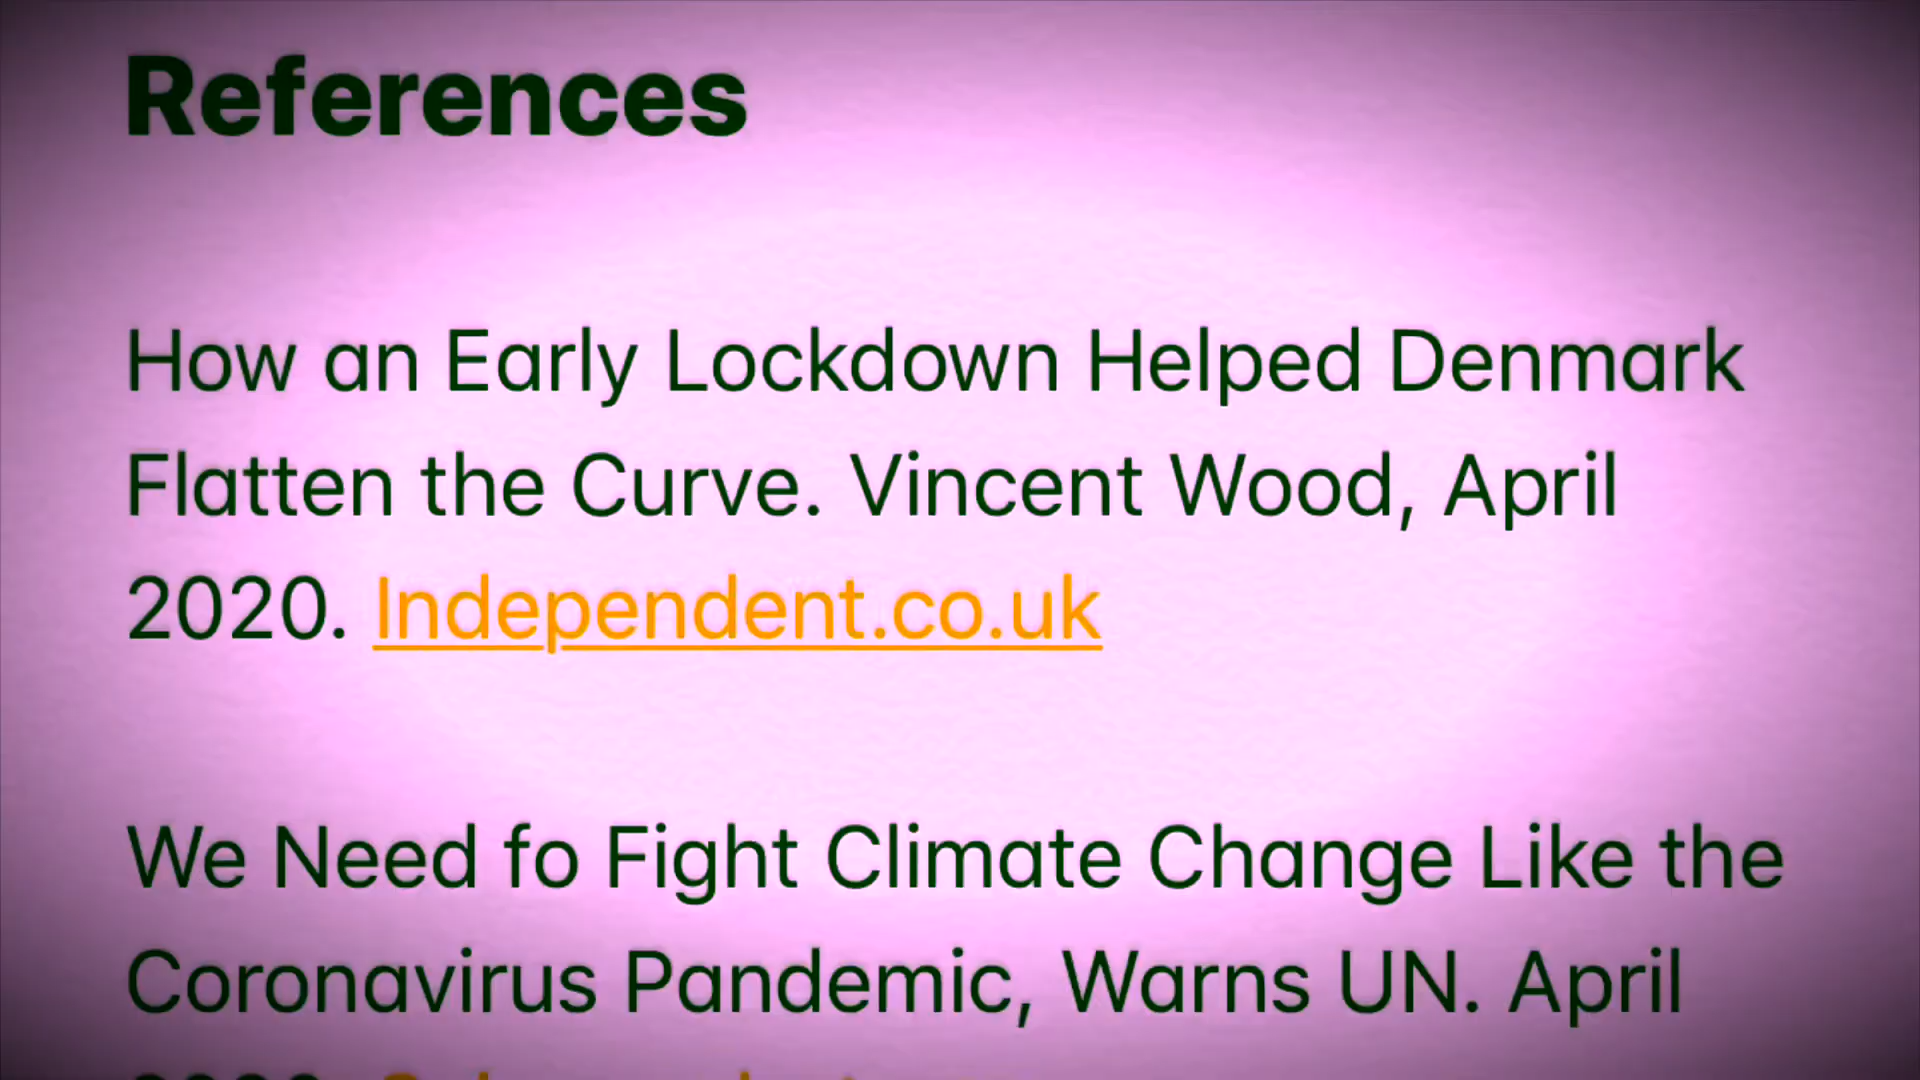 References
How an Early Lockdown Helped Denmark
Flatten the Curve. Vincent Wood, April
2020. Independent.co.uk
We Need fo Fight Climate Change Like the
Coronavirus Pandemic, Warns UN. April